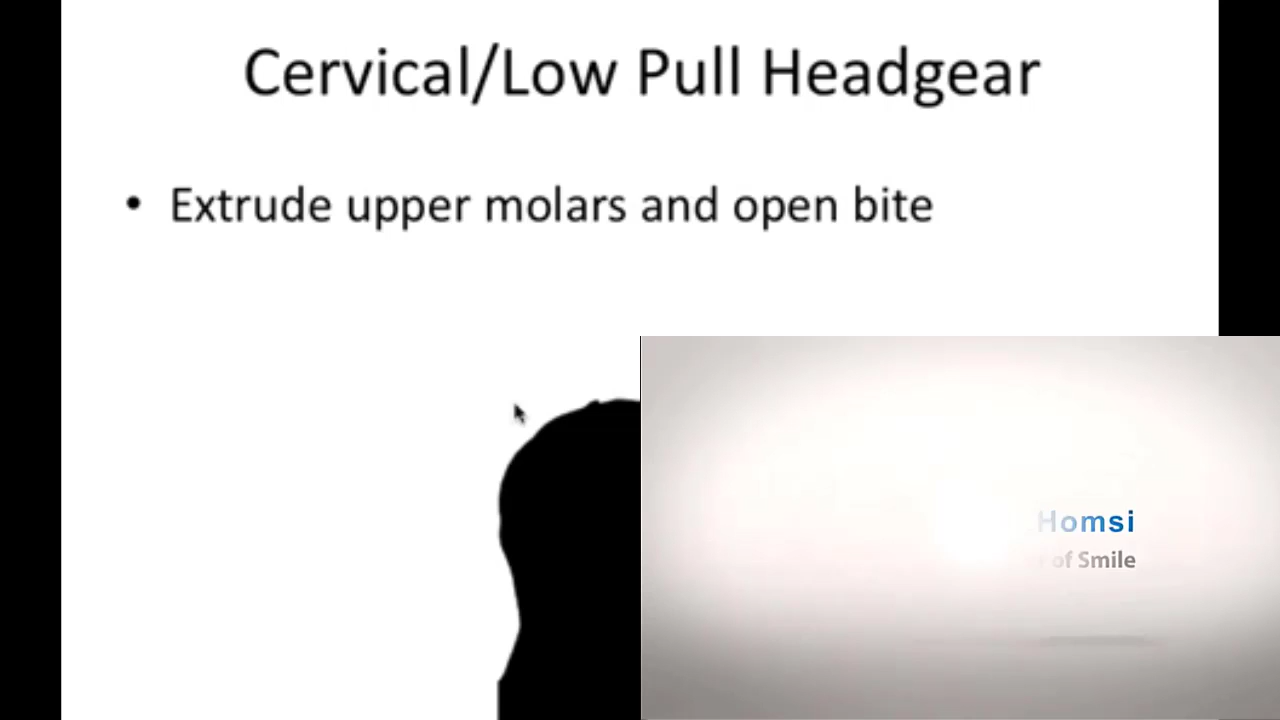 Cervical/Low Pull Headgear
• Extrude upper molars and open bite
Homsi
of Smile